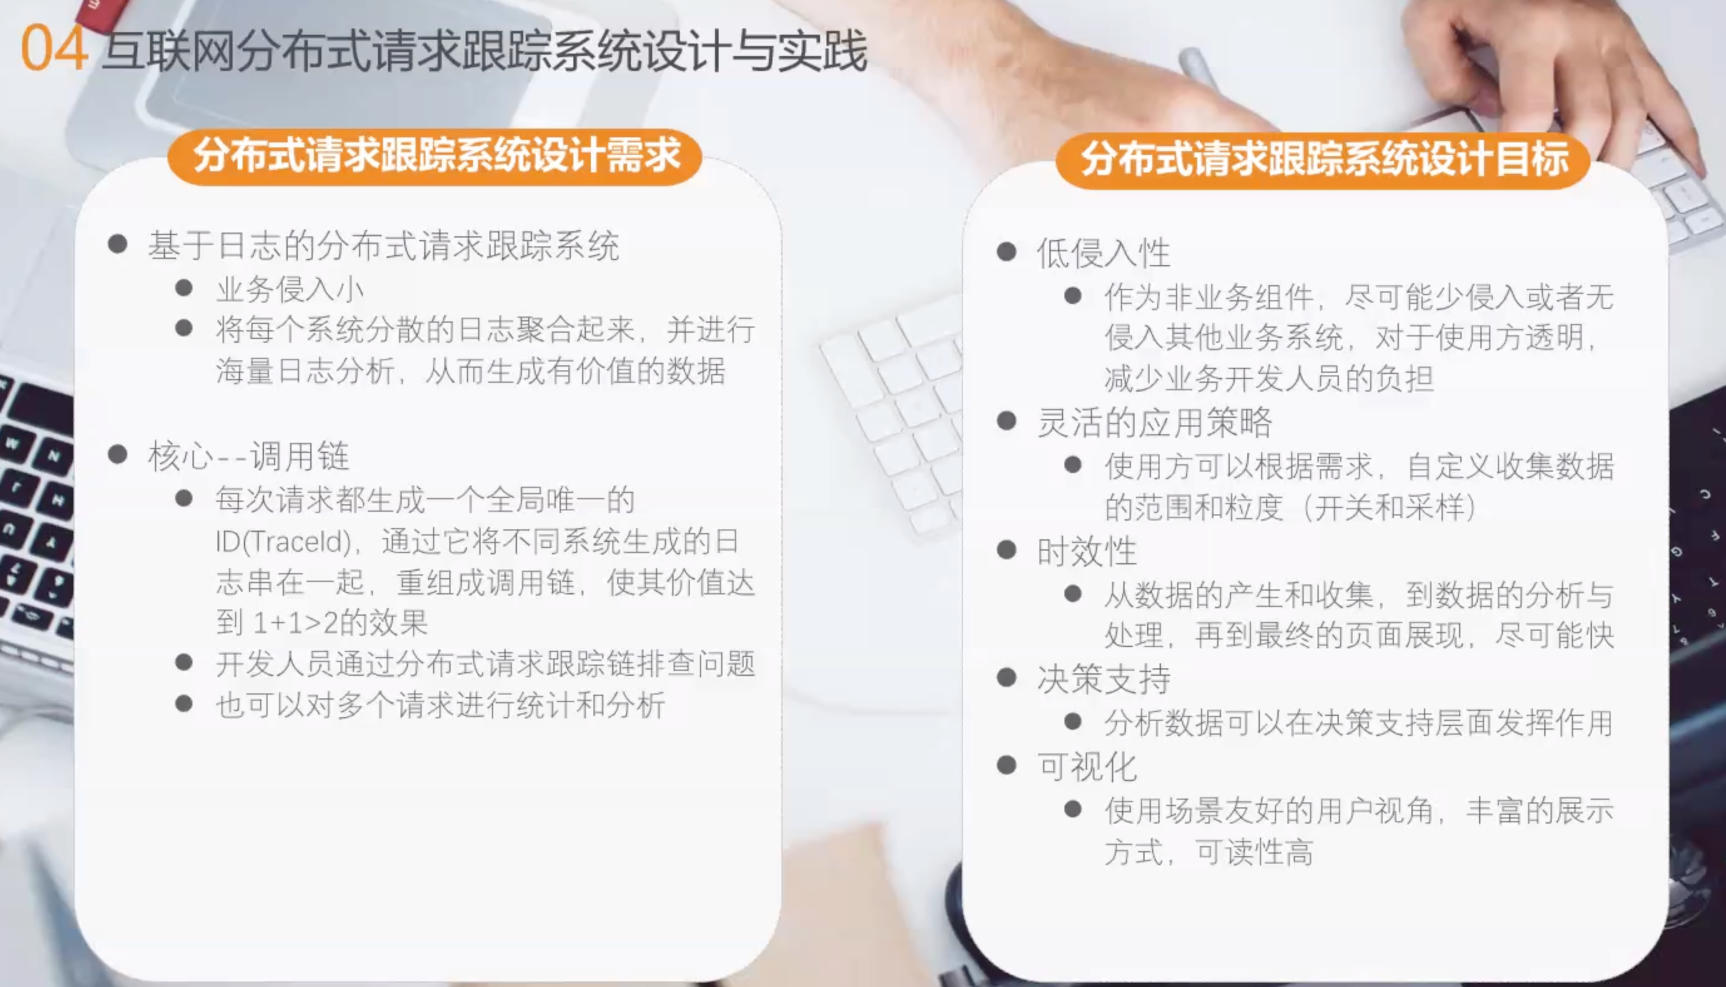 04 互联网分布式请求跟踪系统设计与实践
分布式请求跟踪系统设计需求
● 基于日志的分布式请求跟踪系统
● 业务侵入小
● 将每个系统分散的日志聚合起来，并进行
海量日志分析，从而生成有价值的数据
● 核心--调用链
● 每次请求都生成一个全局唯一的
ID(TraceId)，通过它将不同系统生成的日
志串在一起，重组成调用链，使其价值达
到 1+1>2的效果
● 开发人员通过分布式请求跟踪链排查问题
● 也可以对多个请求进行统计和分析
分布式请求跟踪系统设计目标
● 低侵入性
● 作为非业务组件，尽可能少侵入或者无
侵入其他业务系统，对于使用方透明，
减少业务开发人员的负担
● 灵活的应用策略
● 使用方可以根据需求，自定义收集数据
的范围和粒度（开关和采样）
● 时效性
● 从数据的产生和收集，到数据的分析与
处理，再到最终的页面展现，尽可能快
● 决策支持
● 分析数据可以在决策支持层面发挥作用
● 可视化
● 使用场景友好的用户视角，丰富的展示
方式，可读性高